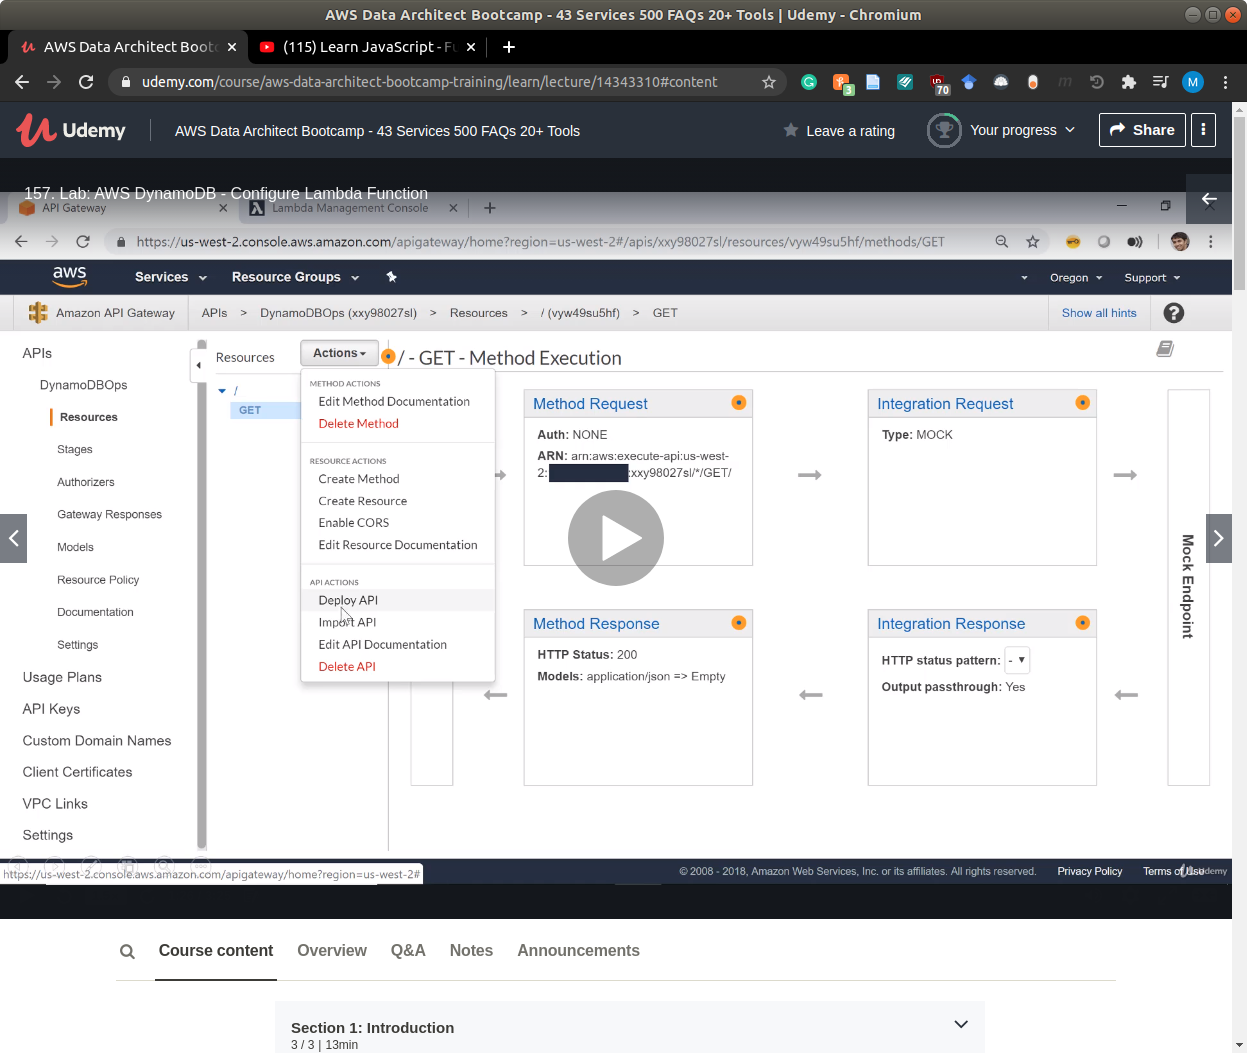 AWS Data Architect Bootcamp - 43 Services 500 FAQs 20+ Tools | Udemy - Chromium
AWS Data Architect Bootc
(115) Learn JavaScript - Fu
udemy.com/course/aws-data-architect-bootcamp-training/learn/lecture/14343310#content
3
70
M
Udemy
AWS Data Architect Bootcamp - 43 Services 500 FAQs 20+ Tools
Leave a rating
Your progress
Share
157. Lab: AWS DynamoDB - Configure Lambda Function
API Gateway
Lambda Management Console
https://us-west-2.console.aws.amazon.com/apigateway/home?region=us-west-2#/apis/xxy98027sl/resources/vyw49su5hf/methods/GET
aws
Services
Resource Groups
Oregon
Support
Amazon API Gateway
APIs > DynamoDBOps (xxy98027sl) > Resources > / (vyw49su5hf) > GET
Show all hints
?
APIs
DynamoDBOps
Resources
Stages
Authorizers
Gateway Responses
Models
Resource Policy
Documentation
Settings
Usage Plans
API Keys
Custom Domain Names
Client Certificates
VPC Links
Settings
Resources
Actions
/
GET
METHOD ACTIONS
Edit Method Documentation
Delete Method
RESOURCE ACTIONS
Create Method
Create Resource
Enable CORS
Edit Resource Documentation
API ACTIONS
Deploy API
Import API
Edit API Documentation
Delete API
/ - GET - Method Execution
Method Request
Auth: NONE
ARN: arn:aws:execute-api:us-west-
2: :xxy98027sl/*/GET/
Integration Request
Type: MOCK
Method Response
HTTP Status: 200
Models: application/json => Empty
Integration Response
HTTP status pattern: -
Output passthrough: Yes
Mock Endpoint
https://us-west-2.console.aws.amazon.com/apigateway/home?region=us-west-2#
© 2008 - 2018, Amazon Web Services, Inc. or its affiliates. All rights reserved.
Privacy Policy
Terms of Use
Udemy
Course content
Overview
Q&A
Notes
Announcements
Section 1: Introduction
3 / 3 | 13min